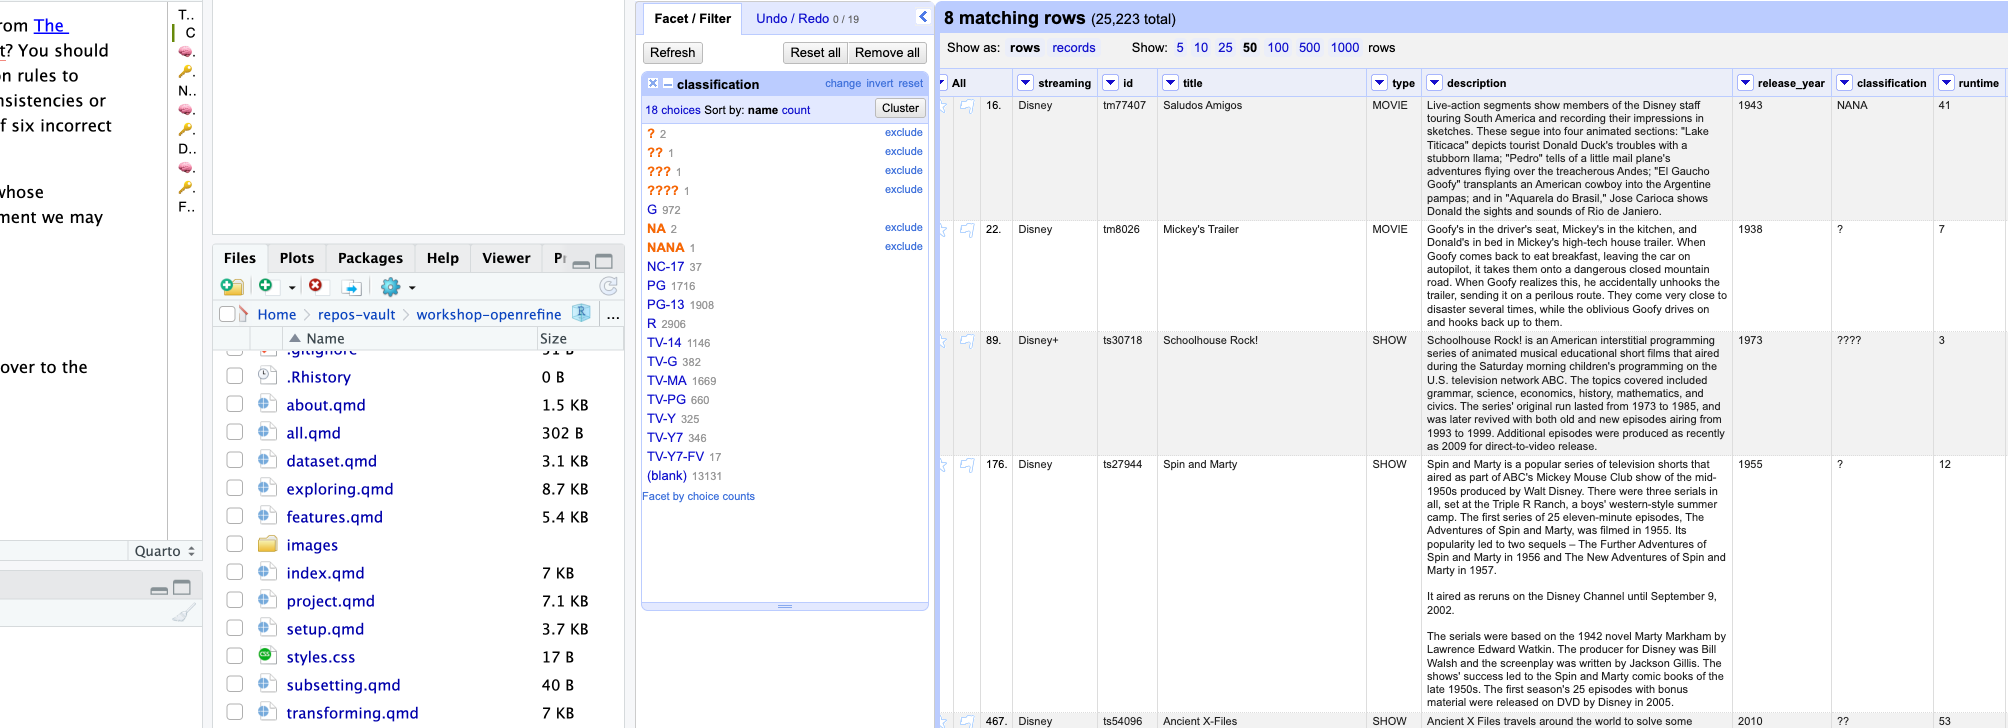 rom The
t? You should
on rules to
nsistencies or
f six incorrect
whose
ment we may
over to the
T..
C
N..
D..
F..
Quarto
Files Plots Packages Help Viewer
Home repos-vault workshop-openrefine ...
Name Size
.gitignore 51 B
.Rhistory 0 B
about.qmd 1.5 KB
all.qmd 302 B
dataset.qmd 3.1 KB
exploring.qmd 8.7 KB
features.qmd 5.4 KB
images
index.qmd 7 KB
project.qmd 7.1 KB
setup.qmd 3.7 KB
styles.css 17 B
subsetting.qmd 40 B
transforming.qmd 7 KB
Facet / Filter Undo / Redo 0 / 19
Refresh Reset all Remove all
classification change invert reset
18 choices Sort by: name count Cluster
? 2 exclude
?? 1 exclude
??? 1 exclude
???? 1 exclude
G 972
NA 2 exclude
NANA 1 exclude
NC-17 37
PG 1716
PG-13 1908
R 2906
TV-14 1146
TV-G 382
TV-MA 1669
TV-PG 660
TV-Y 325
TV-Y7 346
TV-Y7-FV 17
(blank) 13131
Facet by choice counts
8 matching rows (25,223 total)
Show as: rows records Show: 5 10 25 50 100 500 1000 rows
All streaming id title type description release_year classification runtime
16. Disney tm77407 Saludos Amigos MOVIE Live-action segments show members of the Disney staff 1943 NANA 41
touring South America and recording their impressions in
sketches. These segue into four animated sections: "Lake
Titicaca" depicts tourist Donald Duck's troubles with a
stubborn llama; "Pedro" tells of a little mail plane's
adventures flying over the treacherous Andes; "El Gaucho
Goofy" transplants an American cowboy into the Argentine
pampas; and in "Aquarela do Brasil," Jose Carioca shows
Donald the sights and sounds of Rio de Janiero.
22. Disney tm8026 Mickey's Trailer MOVIE Goofy's in the driver's seat, Mickey's in the kitchen, and 1938 ? 7
Donald's in bed in Mickey's high-tech house trailer. When
Goofy comes back to eat breakfast, leaving the car on
autopilot, it takes them onto a dangerous closed mountain
road. When Goofy realizes this, he accidentally unhooks the
trailer, sending it on a perilous route. They come very close to
disaster several times, while the oblivious Goofy drives on
and hooks back up to them.
89. Disney+ ts30718 Schoolhouse Rock! SHOW Schoolhouse Rock! is an American interstitial programming 1973 ???? 3
series of animated musical educational short films that aired
during the Saturday morning children's programming on the
U.S. television network ABC. The topics covered included
grammar, science, economics, history, mathematics, and
civics. The series' original run lasted from 1973 to 1985, and
was later revived with both old and new episodes airing from
1993 to 1999. Additional episodes were produced as recently
as 2009 for direct-to-video release.
176. Disney ts27944 Spin and Marty SHOW Spin and Marty is a popular series of television shorts that 1955 ? 12
aired as part of ABC's Mickey Mouse Club show of the mid-
1950s produced by Walt Disney. There were three serials in
all, set at the Triple R Ranch, a boys' western-style summer
camp. The first series of 25 eleven-minute episodes, The
Adventures of Spin and Marty, was filmed in 1955. Its
popularity led to two sequels – The Further Adventures of
Spin and Marty in 1956 and The New Adventures of Spin and
Marty in 1957.
It aired as reruns on the Disney Channel until September 9,
2002.
The serials were based on the 1942 novel Marty Markham by
Lawrence Edward Watkin. The producer for Disney was Bill
Walsh and the screenplay was written by Jackson Gillis. The
shows' success led to the Spin and Marty comic books of the
late 1950s. The first season's 25 episodes with bonus
material were released on DVD by Disney in 2005.
467. Disney ts54096 Ancient X-Files SHOW Ancient X Files travels around the world to solve some 2010 ?? 53